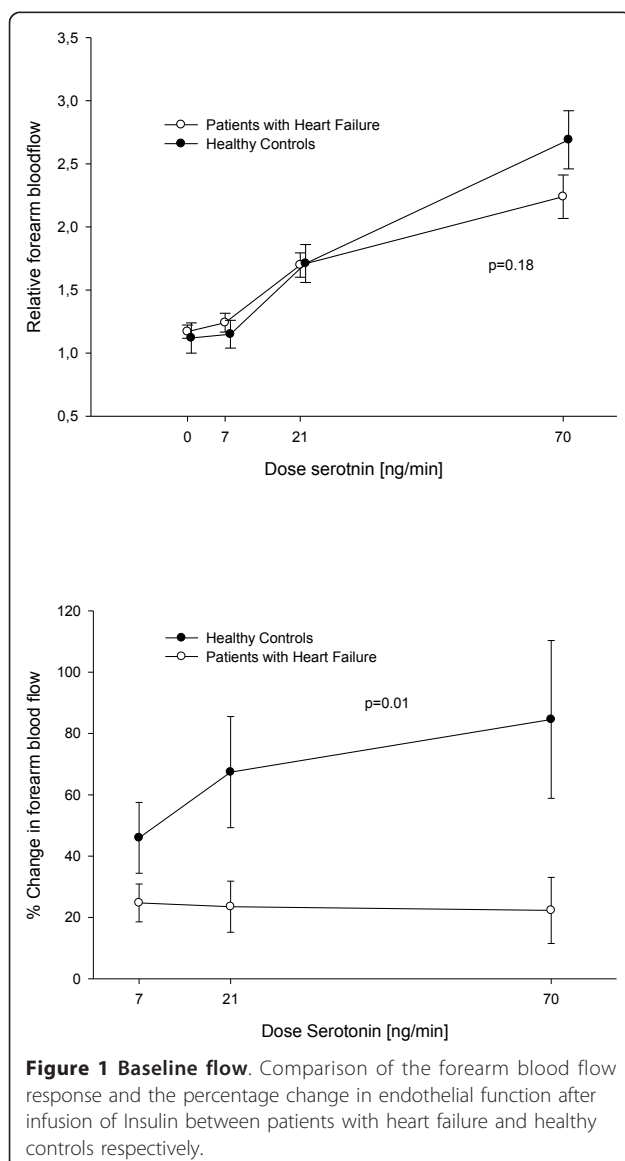 3,5
3,0
2,5
2,0
1,5
1,0
0,5
Relative forearm bloodflow
Patients with Heart Failure
Healthy Controls
p=0.18
0 7 21 70
Dose serotnin [ng/min]
120
100
80
60
40
20
0
% Change in forearm blood flow
Healthy Controls
Patients with Heart Failure
p=0.01
7 21 70
Dose Serotonin [ng/min]
Figure 1 Baseline flow. Comparison of the forearm blood flow
response and the percentage change in endothelial function after
infusion of Insulin between patients with heart failure and healthy
controls respectively.